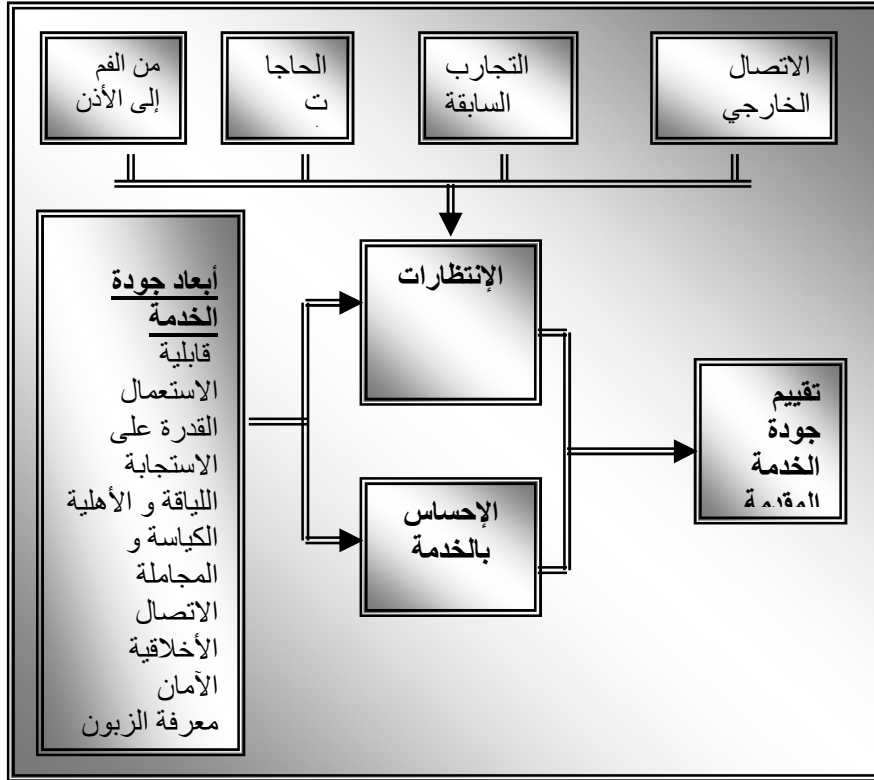 الاتصال
الخارجي
التجارب
السابقة
الحاجا
ت
من الفم
إلى الأذن
الإنتظارات
أبعاد جودة
الخدمة
قابلية
الاستعمال
القدرة على
الاستجابة
اللياقة و الأهلية
الكياسة و
المجاملة
الاتصال
الأخلاقية
الآمان
معرفة الزبون
الإحساس
بالخدمة
تقييم
جودة
الخدمة
المقدمة